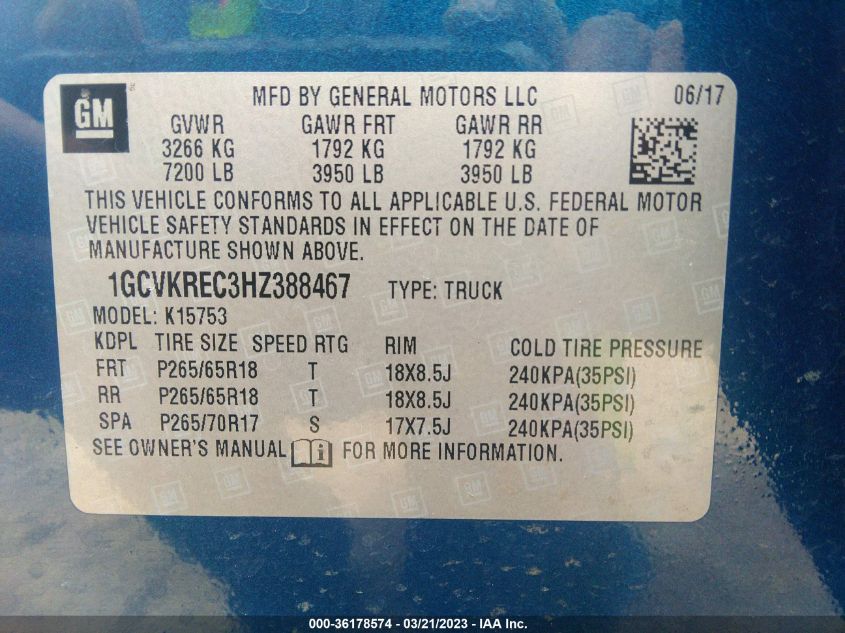 GM
MFD BY GENERAL MOTORS LLC 06/17
GVWR GAWR FRT GAWR RR
3266 KG 1792 KG 1792 KG
7200 LB 3950 LB 3950 LB
THIS VEHICLE CONFORMS TO ALL APPLICABLE U.S. FEDERAL MOTOR
VEHICLE SAFETY STANDARDS IN EFFECT ON THE DATE OF
MANUFACTURE SHOWN ABOVE.
1GCVKREC3HZ388467 TYPE: TRUCK
MODEL: K15753
KDPL TIRE SIZE SPEED RTG RIM COLD TIRE PRESSURE
FRT P265/65R18 T 18X8.5J 240KPA(35PSI)
RR P265/65R18 T 18X8.5J 240KPA(35PSI)
SPA P265/70R17 S 17X7.5J 240KPA(35PSI)
SEE OWNER'S MANUAL i FOR MORE INFORMATION.
000-36178574 / 03/21/2023 - IAA Inc.